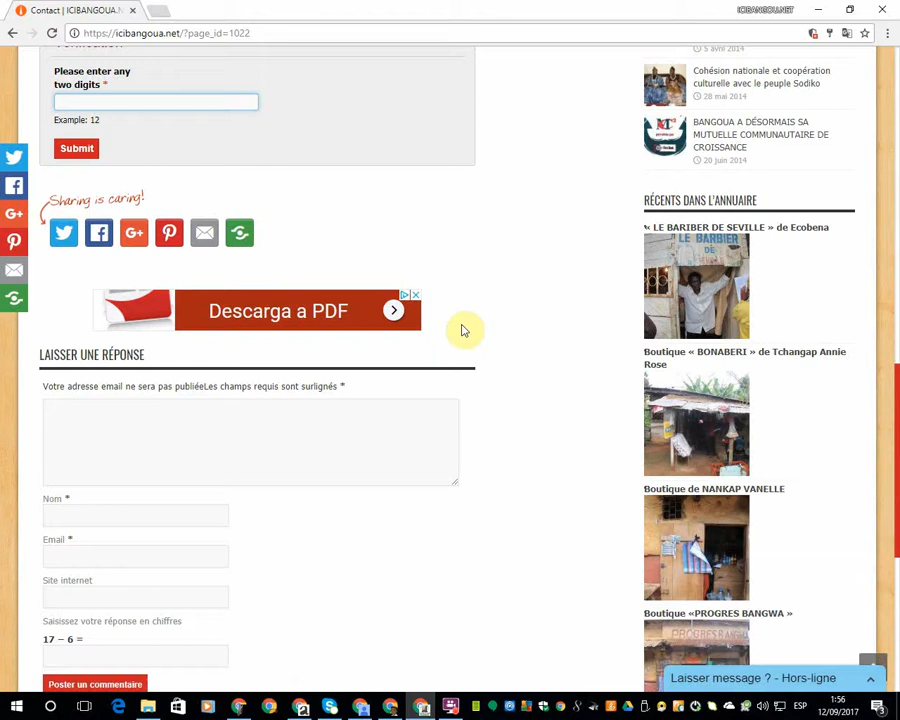 Contact | ICIBANGOUA.N
ICIBANGOU.NET
https://icibangoua.net/?page_id=1022
Please enter any
two digits *
Example: 12
Submit
Sharing is caring!
Descarga a PDF
LAISSER UNE RÉPONSE
Votre adresse email ne sera pas publiéeLes champs requis sont surlignés *
Nom *
Email *
Site internet
Saisissez votre réponse en chiffres
17 − 6 =
Poster un commentaire
5 avril 2014
Cohésion nationale et coopération
culturelle avec le peuple Sodiko
28 mai 2014
BANGOUA A DÉSORMAIS SA
MUTUELLE COMMUNAUTAIRE DE
CROISSANCE
20 juin 2014
RÉCENTS DANS L'ANNUAIRE
« LE BARIBER DE SEVILLE » de Ecobena
LE BARBIER
DE
Boutique « BONABERI » de Tchangap Annie
Rose
Boutique de NANKAP VANELLE
Boutique «PROGRES BANGWA »
PROGRES BANG
Laisser message ? - Hors-ligne
ESP
1:56
12/09/2017